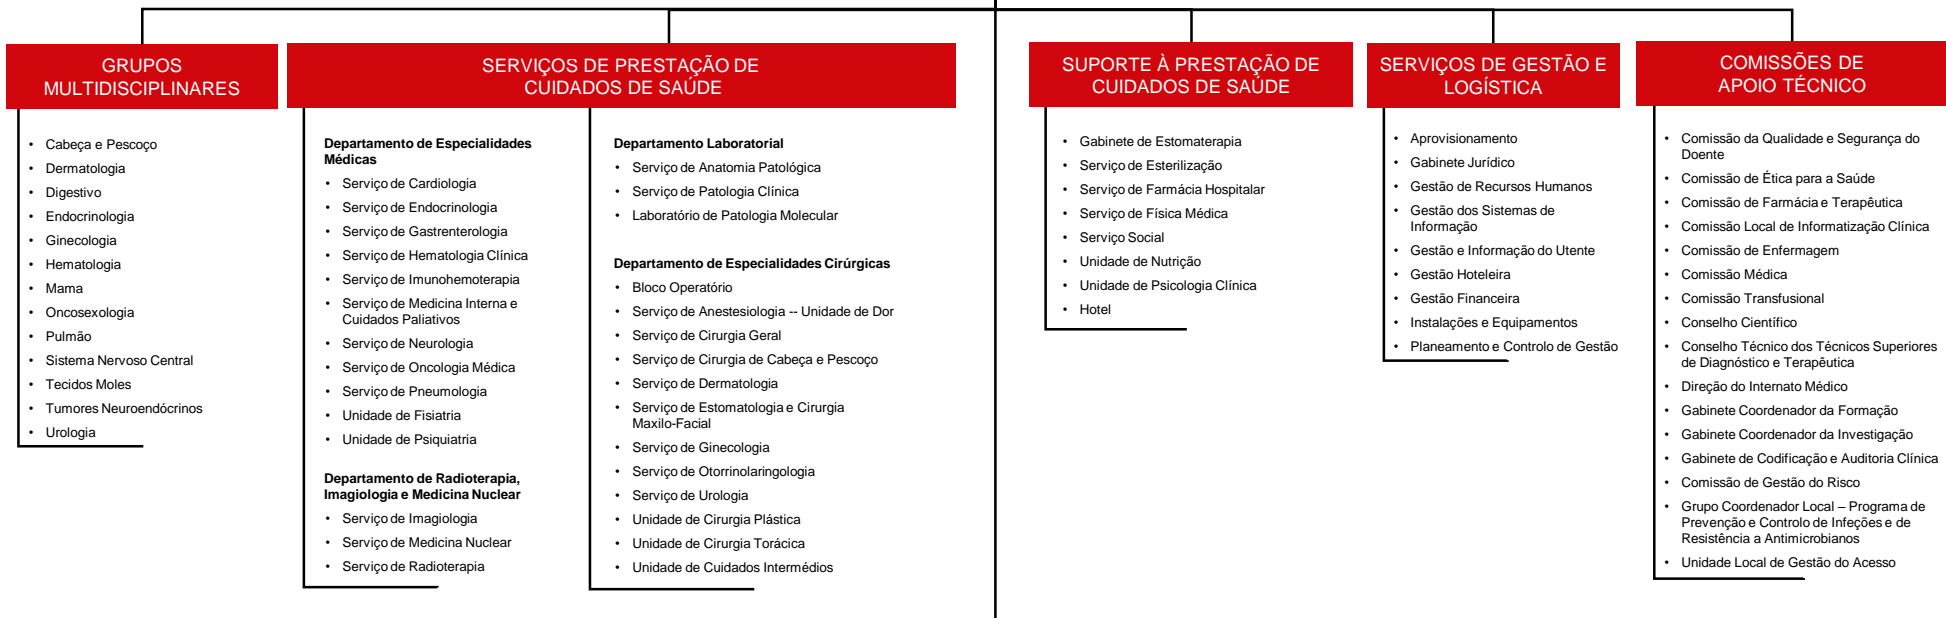 GRUPOS
MULTIDISCIPLINARES
• Cabeça e Pescoço
• Dermatologia
• Digestivo
• Endocrinologia
• Ginecologia
• Hematologia
• Mama
• Oncosexologia
• Pulmão
• Sistema Nervoso Central
• Tecidos Moles
• Tumores Neuroendócrinos
• Urologia
SERVIÇOS DE PRESTAÇÃO DE
CUIDADOS DE SAÚDE
Departamento de Especialidades
Médicas
• Serviço de Cardiologia
• Serviço de Endocrinologia
• Serviço de Gastrenterologia
• Serviço de Hematologia Clínica
• Serviço de Imunohemoterapia
• Serviço de Medicina Interna e
Cuidados Paliativos
• Serviço de Neurologia
• Serviço de Oncologia Médica
• Serviço de Pneumologia
• Unidade de Fisiatria
• Unidade de Psiquiatria
Departamento de Radioterapia,
Imagiologia e Medicina Nuclear
• Serviço de Imagiologia
• Serviço de Medicina Nuclear
• Serviço de Radioterapia
Departamento Laboratorial
• Serviço de Anatomia Patológica
• Serviço de Patologia Clínica
• Laboratório de Patologia Molecular
Departamento de Especialidades Cirúrgicas
• Bloco Operatório
• Serviço de Anestesiologia -- Unidade de Dor
• Serviço de Cirurgia Geral
• Serviço de Cirurgia de Cabeça e Pescoço
• Serviço de Dermatologia
• Serviço de Estomatologia e Cirurgia
Maxilo-Facial
• Serviço de Ginecologia
• Serviço de Otorrinolaringologia
• Serviço de Urologia
• Unidade de Cirurgia Plástica
• Unidade de Cirurgia Torácica
• Unidade de Cuidados Intermédios
SUPORTE À PRESTAÇÃO DE
CUIDADOS DE SAÚDE
• Gabinete de Estomaterapia
• Serviço de Esterilização
• Serviço de Farmácia Hospitalar
• Serviço de Física Médica
• Serviço Social
• Unidade de Nutrição
• Unidade de Psicologia Clínica
• Hotel
SERVIÇOS DE GESTÃO E
LOGÍSTICA
• Aprovisionamento
• Gabinete Jurídico
• Gestão de Recursos Humanos
• Gestão dos Sistemas de
Informação
• Gestão e Informação do Utente
• Gestão Hoteleira
• Gestão Financeira
• Instalações e Equipamentos
• Planeamento e Controlo de Gestão
COMISSÕES DE
APOIO TÉCNICO
• Comissão da Qualidade e Segurança do
Doente
• Comissão de Ética para a Saúde
• Comissão de Farmácia e Terapêutica
• Comissão Local de Informatização Clínica
• Comissão de Enfermagem
• Comissão Médica
• Comissão Transfusional
• Conselho Científico
• Conselho Técnico dos Técnicos Superiores
de Diagnóstico e Terapêutica
• Direção do Internato Médico
• Gabinete Coordenador da Formação
• Gabinete Coordenador da Investigação
• Gabinete de Codificação e Auditoria Clínica
• Comissão de Gestão do Risco
• Grupo Coordenador Local – Programa de
Prevenção e Controlo de Infeções e de
Resistência a Antimicrobianos
• Unidade Local de Gestão do Acesso